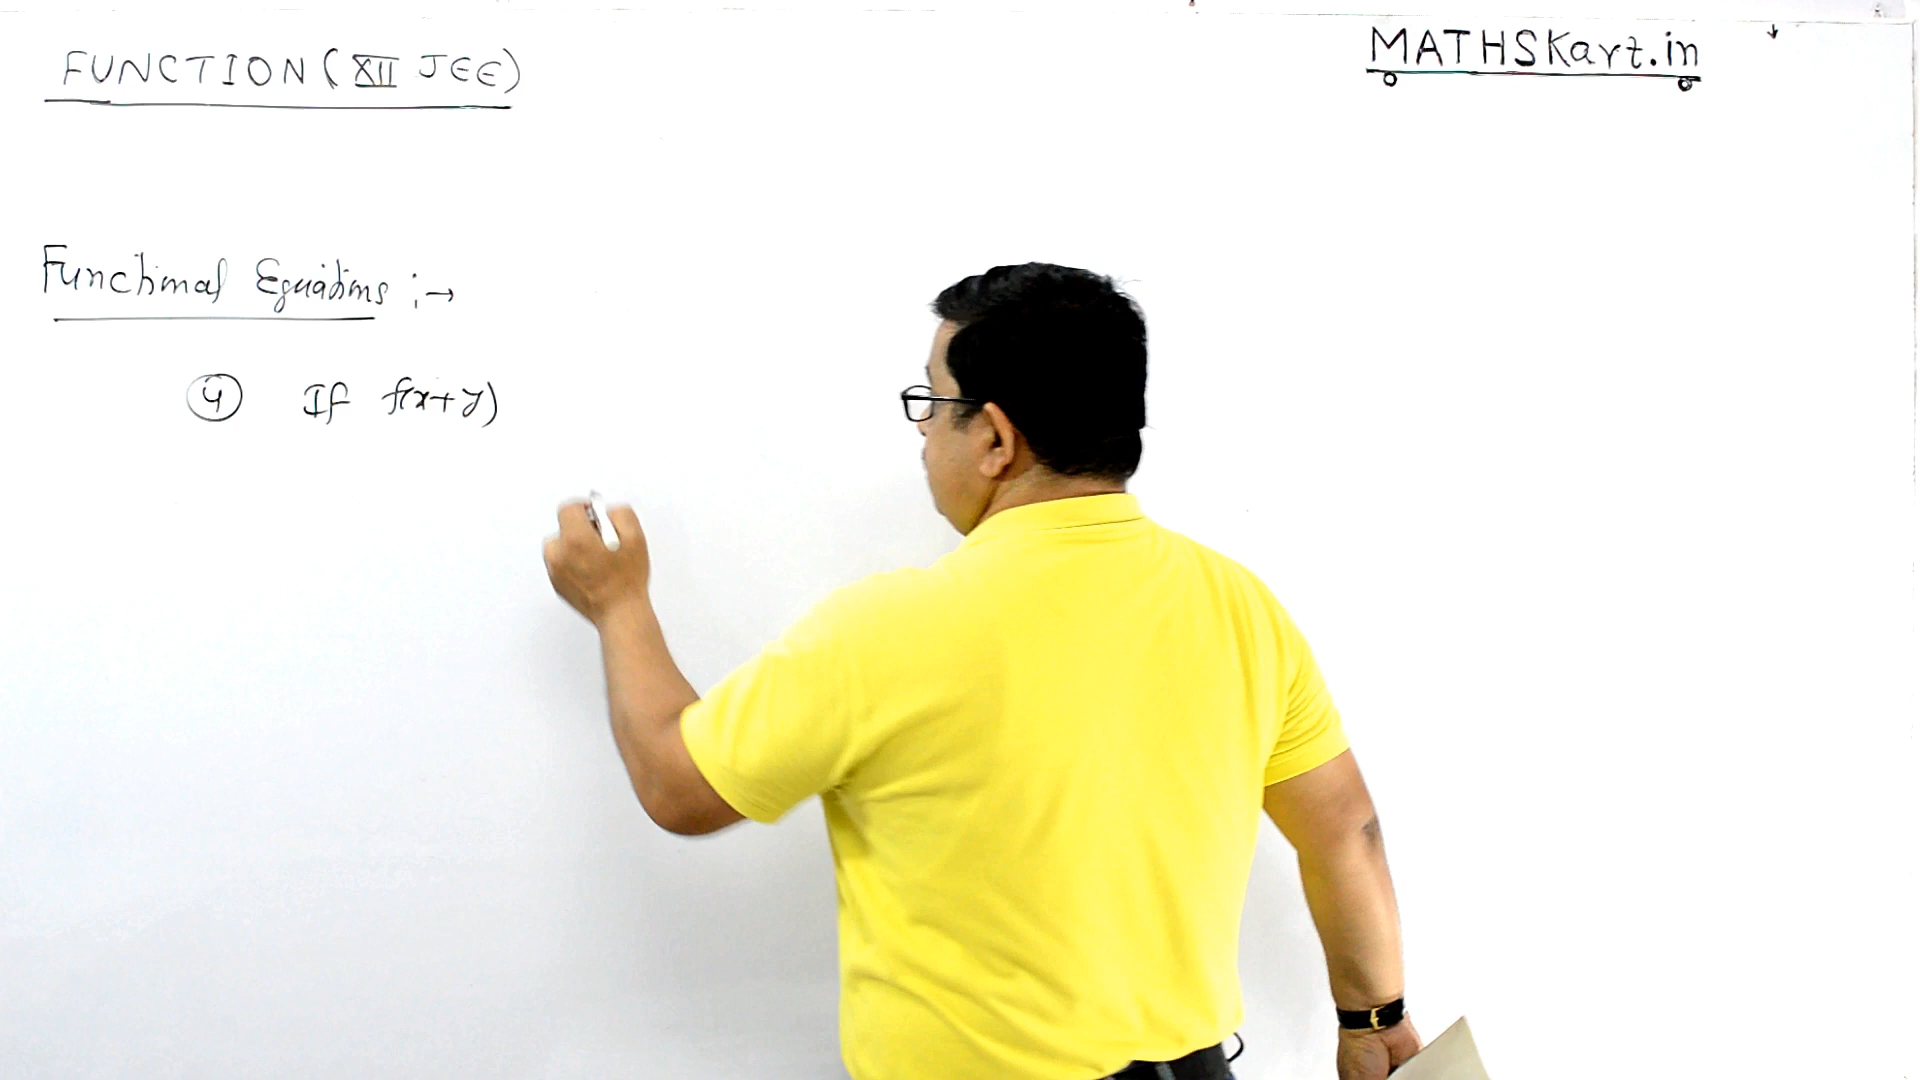 FUNCTION (XII JEE)
MATHSKart.in
Functional Equations :→
④ If f(x+y)